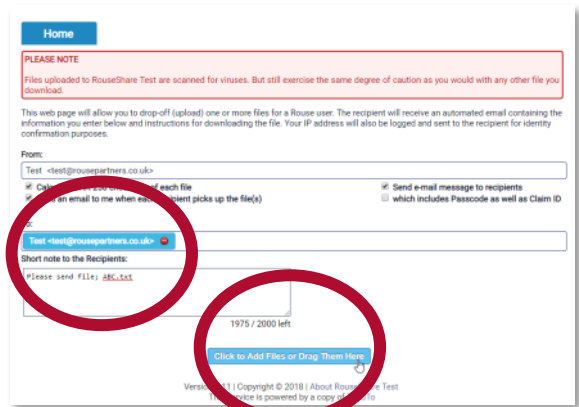 Home
PLEASE NOTE
Files uploaded to RouseShare Test are scanned for viruses. But still exercise the same degree of caution as you would with any other file you
download.
This web page will allow you to drop-off (upload) one or more files for a Rouse user. The recipient will receive an automated email containing the
information you enter below and instructions for downloading the file. Your IP address will also be logged and sent to the recipient for identity
confirmation purposes.
From:
Test <test@rousepartners.co.uk>
of each file
Send e-mail message to recipients
an email to me when each recipient picks up the file(s)
which includes Passcode as well as Claim ID
Test <test@rousepartners.co.uk>
Short note to the Recipients:
Please send file; ABC.txt
1975 / 2000 left
Click to Add Files or Drag Them Here
11 | Copyright © 2018 | About Test
service is powered by a copy of